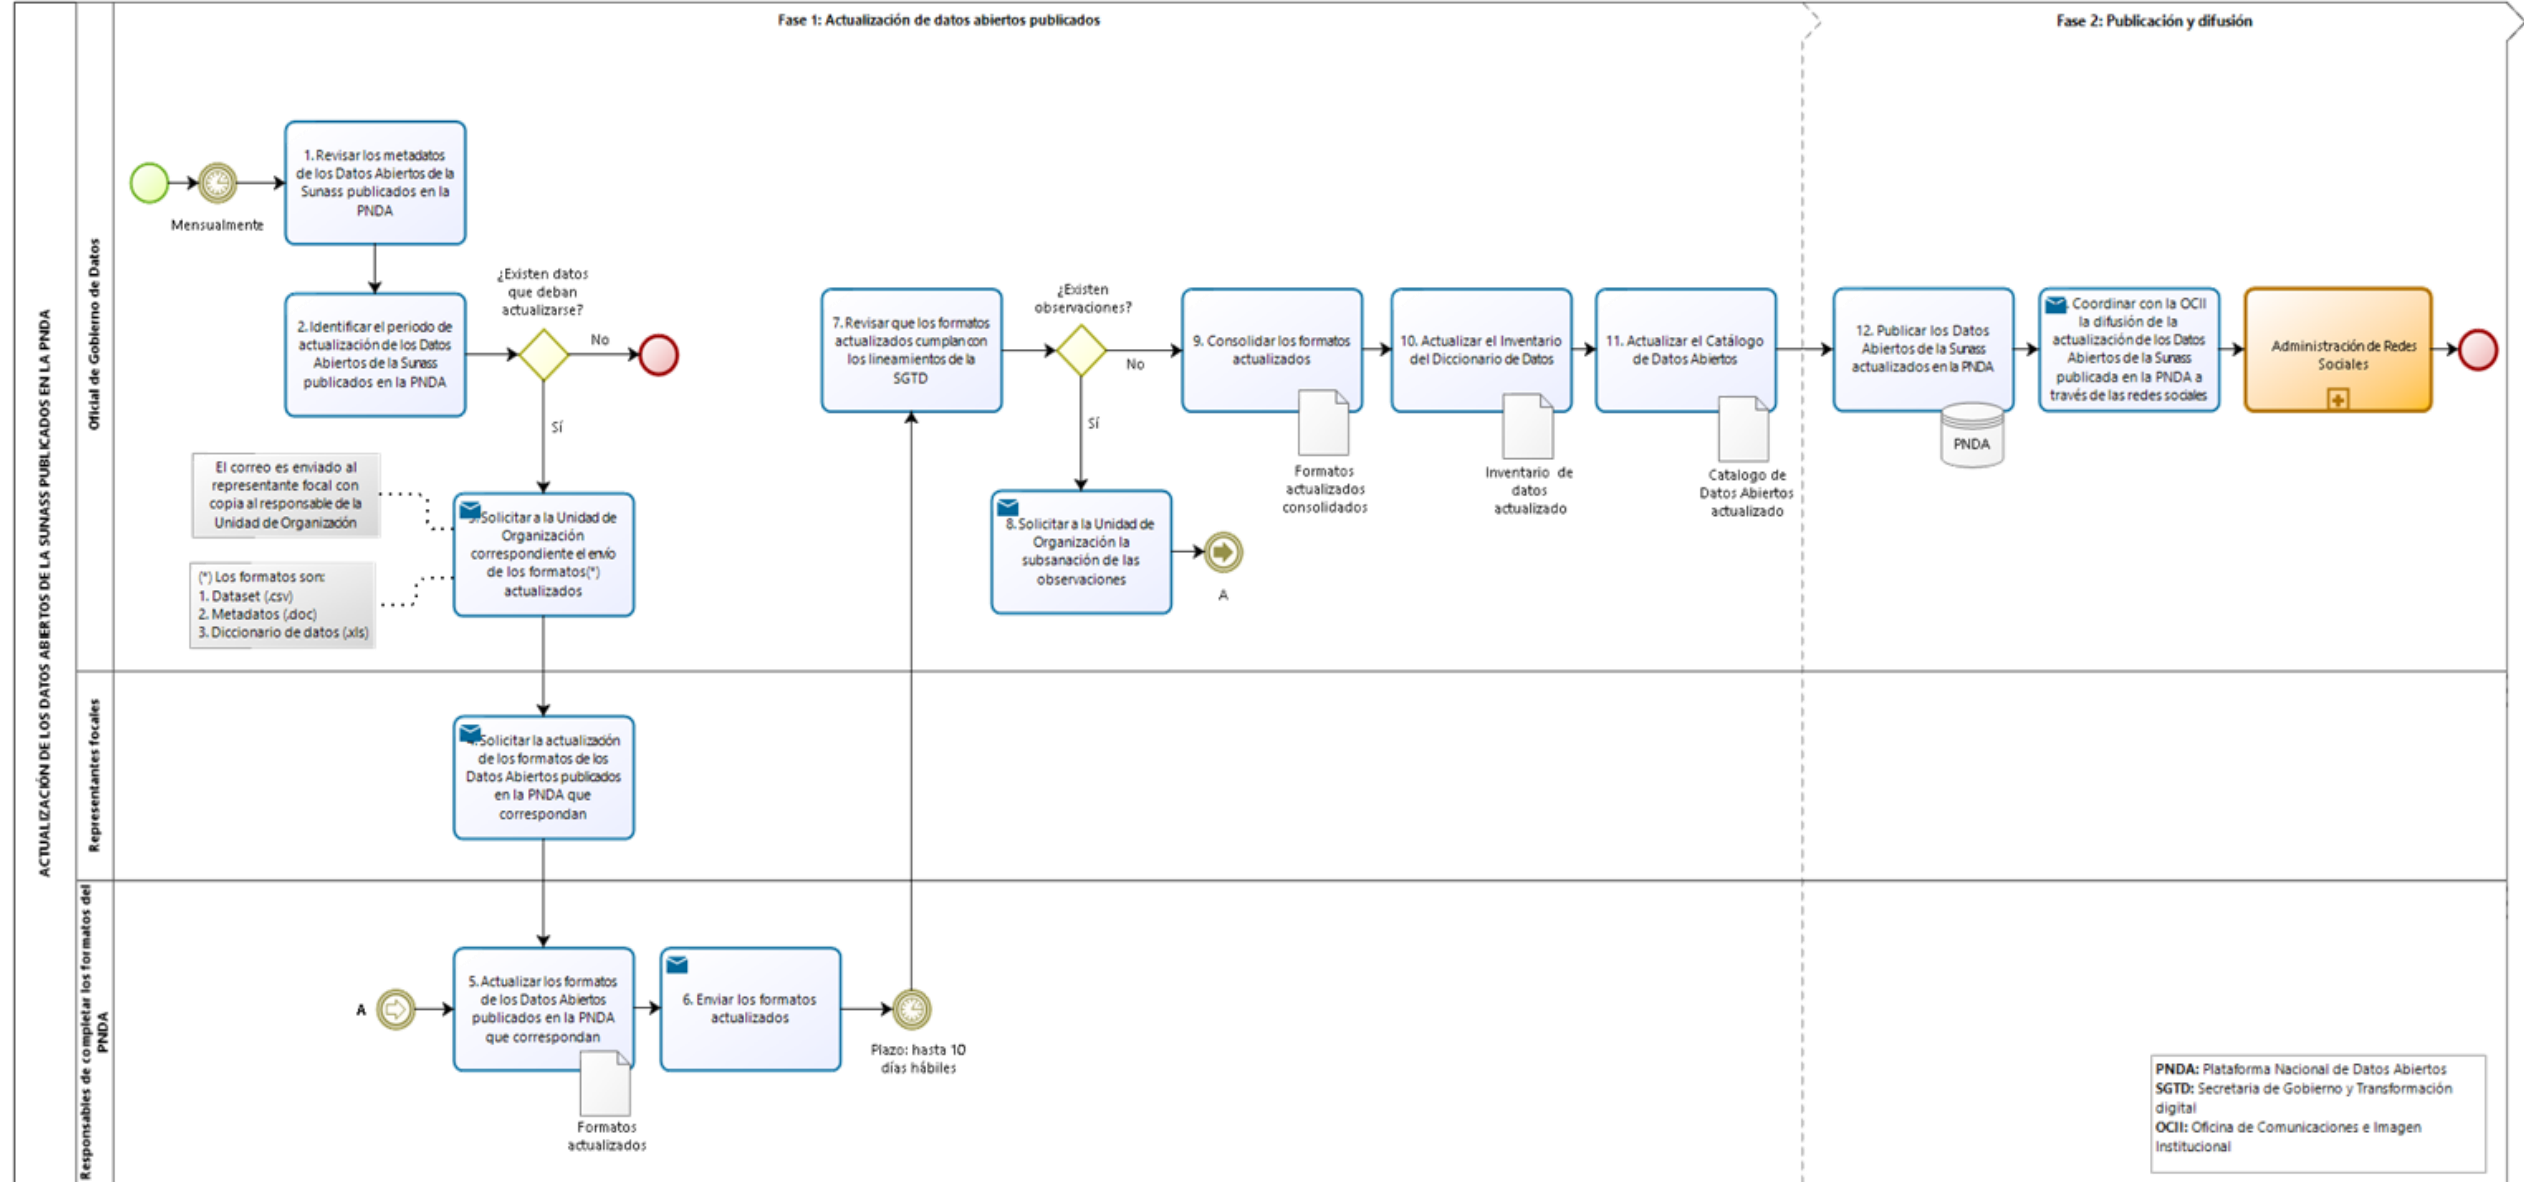 Fase 1: Actualización de datos abiertos publicados
Fase 2: Publicación y difusión
ACTUALIZACIÓN DE LOS DATOS ABIERTOS DE LA SUNASS PUBLICADOS EN LA PNDA
Oficial de Gobierno de Datos
Mensualmente
1. Revisar los metadatos
de los Datos Abiertos de la
Sunass publicados en la
PNDA
2. Identificar el periodo de
actualización de los Datos
Abiertos de la Sunass
publicados en la PNDA
¿Existen datos
que deban
actualizarse?
No
Sí
El correo es enviado al
representante focal con
copia al responsable de la
Unidad de Organización
(*) Los formatos son:
1. Dataset (.csv)
2. Metadatos (.doc)
3. Diccionario de datos (.xls)
Solicitar a la Unidad de
Organización
correspondiente el envío
de los formatos(*)
actualizados
7. Revisar que los formatos
actualizados cumplan con
los lineamientos de la
SGTD
¿Existen
observaciones?
No
Sí
8. Solicitar a la Unidad de
Organización la
subsanación de las
observaciones
A
9. Consolidar los formatos
actualizados
Formatos
actualizados
consolidados
10. Actualizar el Inventario
del Diccionario de Datos
Inventario de
datos
actualizado
11. Actualizar el Catálogo
de Datos Abiertos
Catalogo de
Datos Abiertos
actualizado
12. Publicar los Datos
Abiertos de la Sunass
actualizados en la PNDA
PNDA
Coordinar con la OCII
la difusión de la
actualización de los Datos
Abiertos de la Sunass
publicada en la PNDA a
través de las redes sociales
Administración de Redes
Sociales
Representantes focales
Solicitar la actualización
de los formatos de los
Datos Abiertos publicados
en la PNDA que
correspondan
Responsables de completar los formatos del
PNDA
A
5. Actualizar los formatos
de los Datos Abiertos
publicados en la PNDA
que correspondan
Formatos
actualizados
6. Enviar los formatos
actualizados
Plazo: hasta 10
días hábiles
PNDA: Plataforma Nacional de Datos Abiertos
SGTD: Secretaria de Gobierno y Transformación
digital
OCII: Oficina de Comunicaciones e Imagen
Institucional